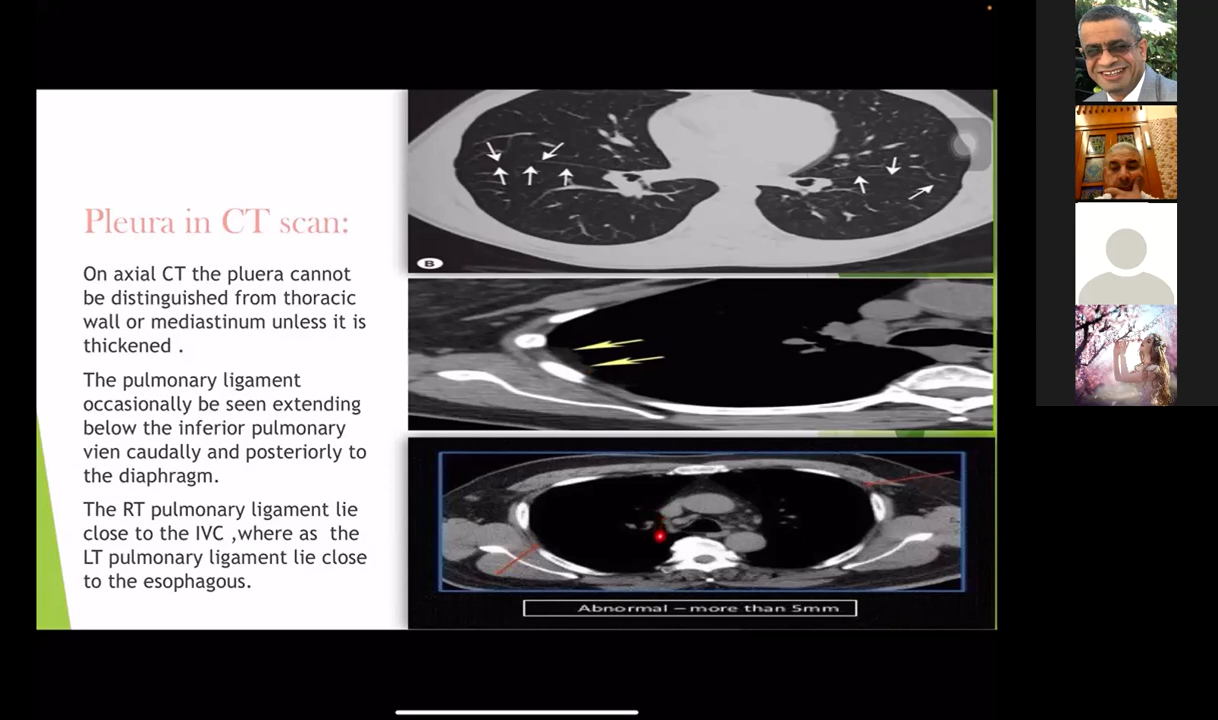 Pleura in CT scan:
On axial CT the pluera cannot
be distinguished from thoracic
wall or mediastinum unless it is
thickened .
The pulmonary ligament
occasionally be seen extending
below the inferior pulmonary
vien caudally and posteriorly to
the diaphragm.
The RT pulmonary ligament lie
close to the IVC ,where as the
LT pulmonary ligament lie close
to the esophagous.
B
Abnormal – more than 5mm